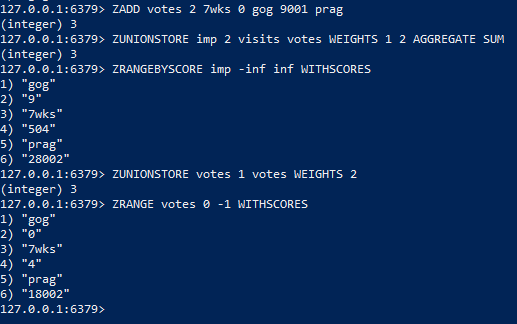 127.0.0.1:6379> ZADD votes 2 7wks 0 gog 9001 prag
(integer) 3
127.0.0.1:6379> ZUNIONSTORE imp 2 visits votes WEIGHTS 1 2 AGGREGATE SUM
(integer) 3
127.0.0.1:6379> ZRANGEBYSCORE imp -inf inf WITHSCORES
1) "gog"
2) "9"
3) "7wks"
4) "504"
5) "prag"
6) "28002"
127.0.0.1:6379> ZUNIONSTORE votes 1 votes WEIGHTS 2
(integer) 3
127.0.0.1:6379> ZRANGE votes 0 -1 WITHSCORES
1) "gog"
2) "0"
3) "7wks"
4) "4"
5) "prag"
6) "18002"
127.0.0.1:6379>